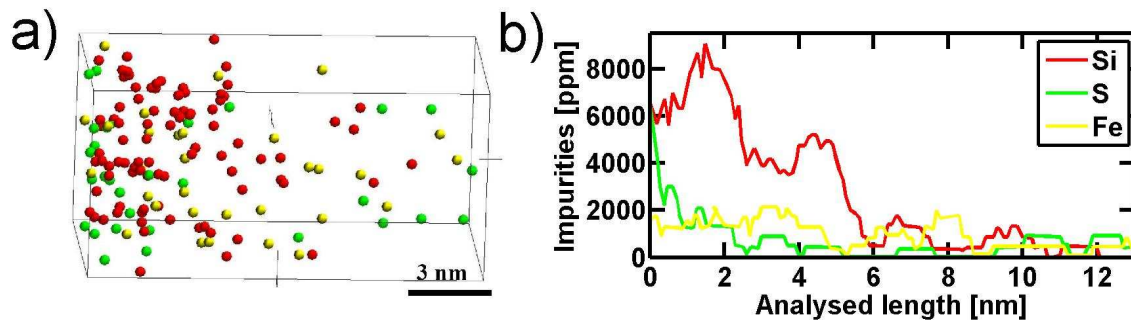 a)
3 nm
b)
Impurities [ppm]
8000
6000
4000
2000
0
0 2 4 6 8 10 12
Analysed length [nm]
Si
S
Fe